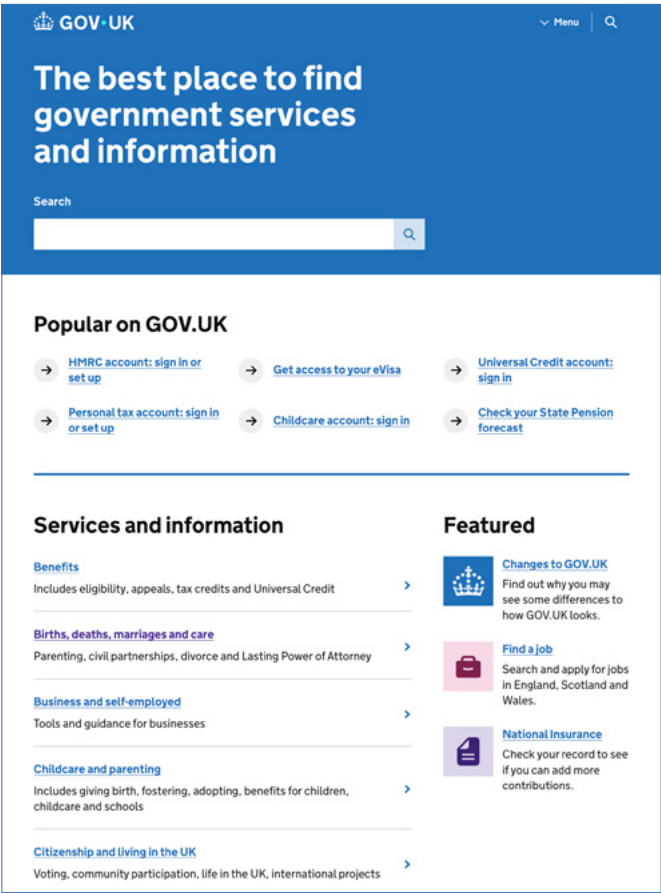 GOV·UK
Menu
The best place to find
government services
and information
Search
Popular on GOV.UK
HMRC account: sign in or
set up
Get access to your eVisa
Universal Credit account:
sign in
Personal tax account: sign in
or set up
Childcare account: sign in
Check your State Pension
forecast
Services and information
Benefits
Includes eligibility, appeals, tax credits and Universal Credit
Births, deaths, marriages and care
Parenting, civil partnerships, divorce and Lasting Power of Attorney
Business and self-employed
Tools and guidance for businesses
Childcare and parenting
Includes giving birth, fostering, adopting, benefits for children,
childcare and schools
Citizenship and living in the UK
Voting, community participation, life in the UK, international projects
Featured
Changes to GOV.UK
Find out why you may
see some differences to
how GOV.UK looks.
Find a job
Search and apply for jobs
in England, Scotland and
Wales.
National Insurance
Check your record to see
if you can add more
contributions.